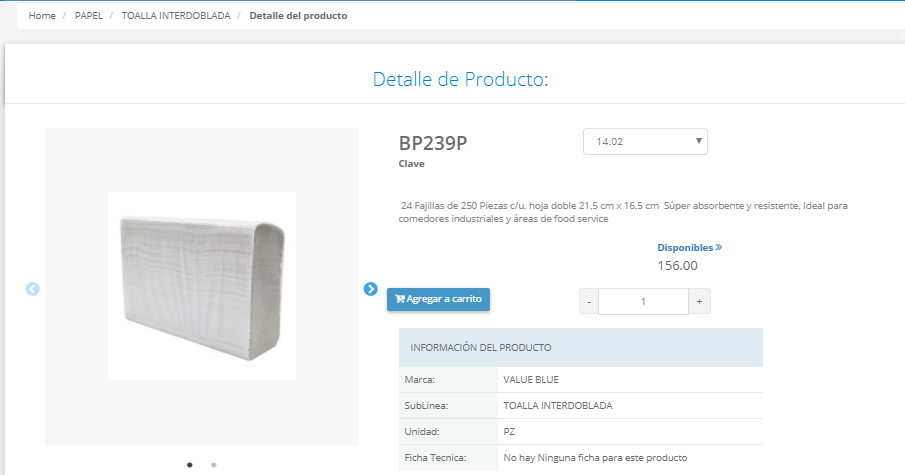 Home / PAPEL / TOALLA INTERDOBLADA / Detalle del producto
Detalle de Producto:
BP239P
14.02
Clave
24 Fajillas de 250 Piezas c/u, hoja doble 21.5 cm x 16.5 cm Súper absorbente y resistente, Ideal para
comedores industriales y áreas de food service
Disponibles »
156.00
Agregar a carrito
- 1 +
INFORMACIÓN DEL PRODUCTO
Marca: VALUE BLUE
SubLinea: TOALLA INTERDOBLADA
Unidad: PZ
Ficha Tecnica: No hay Ninguna ficha para este producto